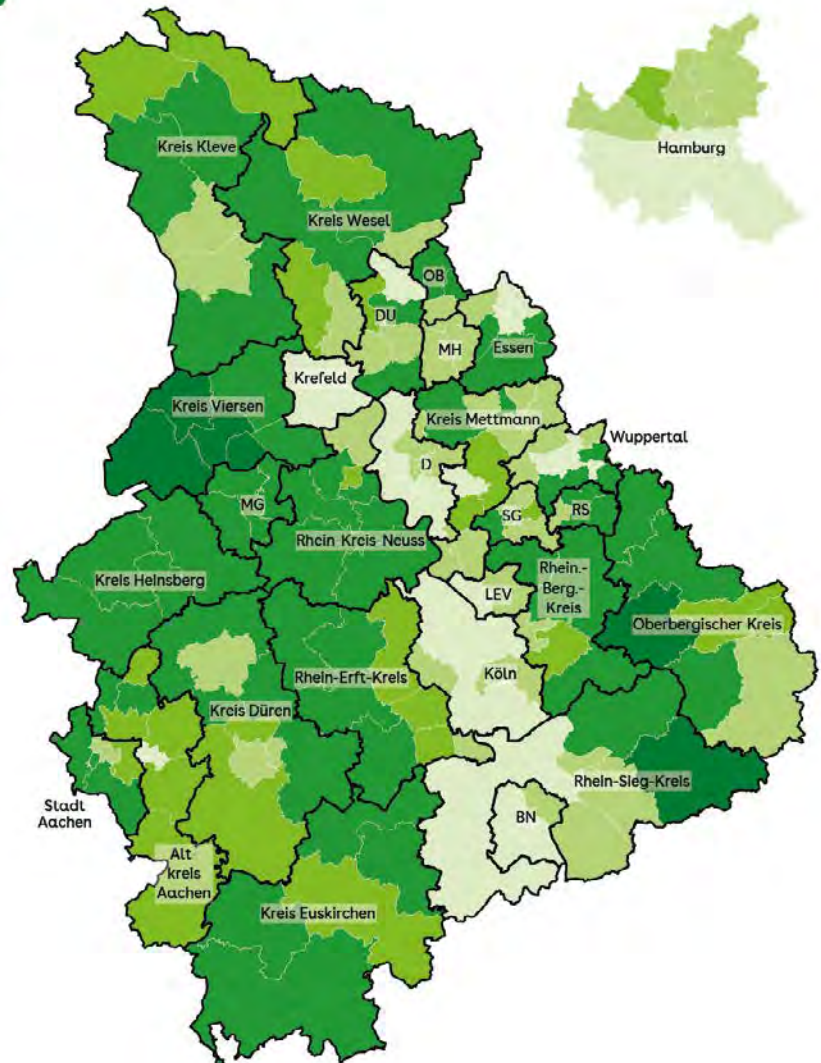 Hamburg
Kreis Kleve
Kreis Wesel
OB
DU
MH
Essen
Krefeld
Kreis Viersen
Kreis Mettmann
Wuppertal
D
MG
SG
RS
Rhein-Kreis-Neuss
Kreis Heinsberg
Rhein.-
Berg.-
Kreis
LEV
Oberbergischer Kreis
Köln
Rhein-Erft-Kreis
Kreis Düren
Rhein-Sieg-Kreis
Stadt
Aachen
BN
Alt
kreis
Aachen
Kreis Euskirchen